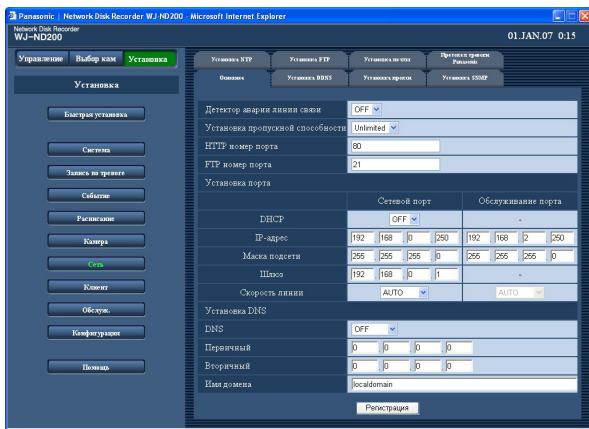 Panasonic | Network Disk Recorder WJ-ND200 - Microsoft Internet Explorer
Network Disk Recorder
WJ-ND200
01.JAN.07 0:15
Управление Выбор кам Установка
Установка NTP Установка FTP Установка почты Протокол тревоги Panasonic
Основное Установка DDNS Установка адреса Установка SNMP
Установка
Быстрая установка
Система
Запись по тревоге
Событие
Расписание
Камера
Сеть
Клиент
Обслуж.
Конфигурация
Помощь
Детектор аварии линии связи OFF
Установка пропускной способности Unlimited
HTTP номер порта 80
FTP номер порта 21
Установка порта
Сетевой порт Обслуживание порта
DHCP OFF -
IP-адрес 192 .168 .0 .250 192 .168 .2 .250
Маска подсети 255 .255 .255 .0 255 .255 .255 .0
Шлюз 192 .168 .0 .1 -
Скорость линии AUTO AUTO
Установка DNS
DNS OFF
Первичный 0 .0 .0 .0
Вторичный 0 .0 .0 .0
Имя домена localdomain
Регистрация